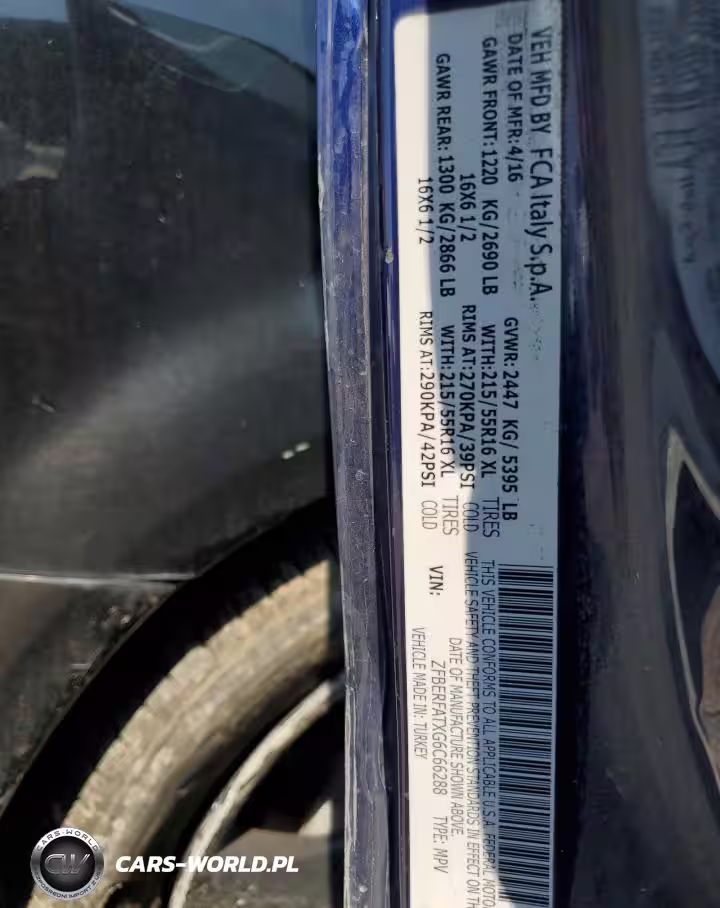 VEH MFD BY FCA Italy S.p.A.
DATE OF MFR: 4/16
GVWR: 2447 KG/ 5395 LB
GAWR FRONT: 1220 KG/2690 LB
WITH: 215/55R16 XL TIRES
16X6 1/2
RIMS AT: 270KPA/39PSI COLD
GAWR REAR: 1300 KG/2866 LB
WITH: 215/55R16 XL TIRES
16X6 1/2
RIMS AT: 290KPA/42PSI COLD
THIS VEHICLE CONFORMS TO ALL APPLICABLE U.S.A. FEDERAL MOTO
VEHICLE SAFETY AND THEFT PREVENTION STANDARDS IN EFFECT ON TH
DATE OF MANUFACTURE SHOWN ABOVE.
VIN: ZFBERFATXG6C66288 TYPE: MPV
VEHICLE MADE IN: TURKEY
CARS-WORLD
CW
CARS-WORLD.PL